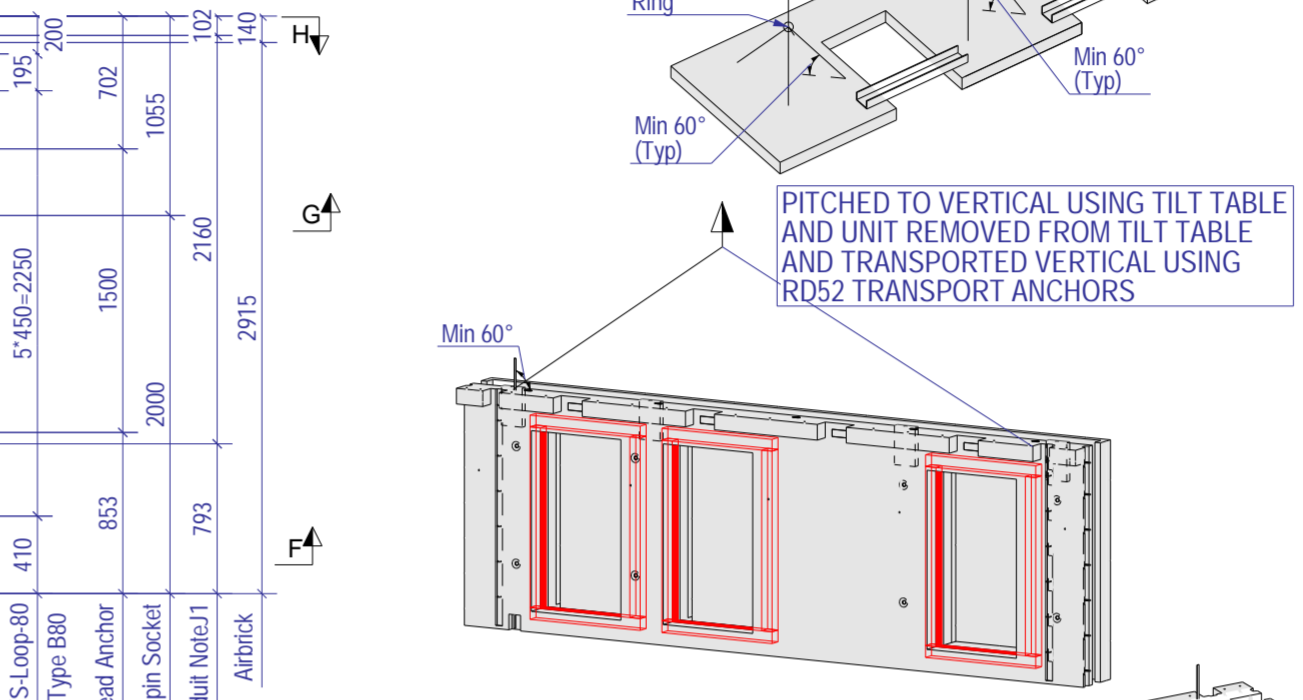 200
102
140
195
702
1055
5*450=2250
1500
2160
2915
2000
410
853
793
S-Loop-80
Type B80
ead Anchor
pin Socket
duit NoteJ1
Airbrick
H
G
F
Ring
Min 60°
(Typ)
Min 60°
(Typ)
PITCHED TO VERTICAL USING TILT TABLE
AND UNIT REMOVED FROM TILT TABLE
AND TRANSPORTED VERTICAL USING
RD52 TRANSPORT ANCHORS
Min 60°